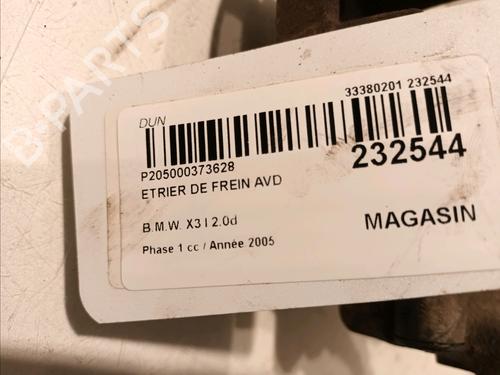 B-PARTS
DUN
33380201 232544
P205000373628
232544
ETRIER DE FREIN AVD
B.M.W. X3 I 2.0d
MAGASIN
Phase 1 cc / Année 2005